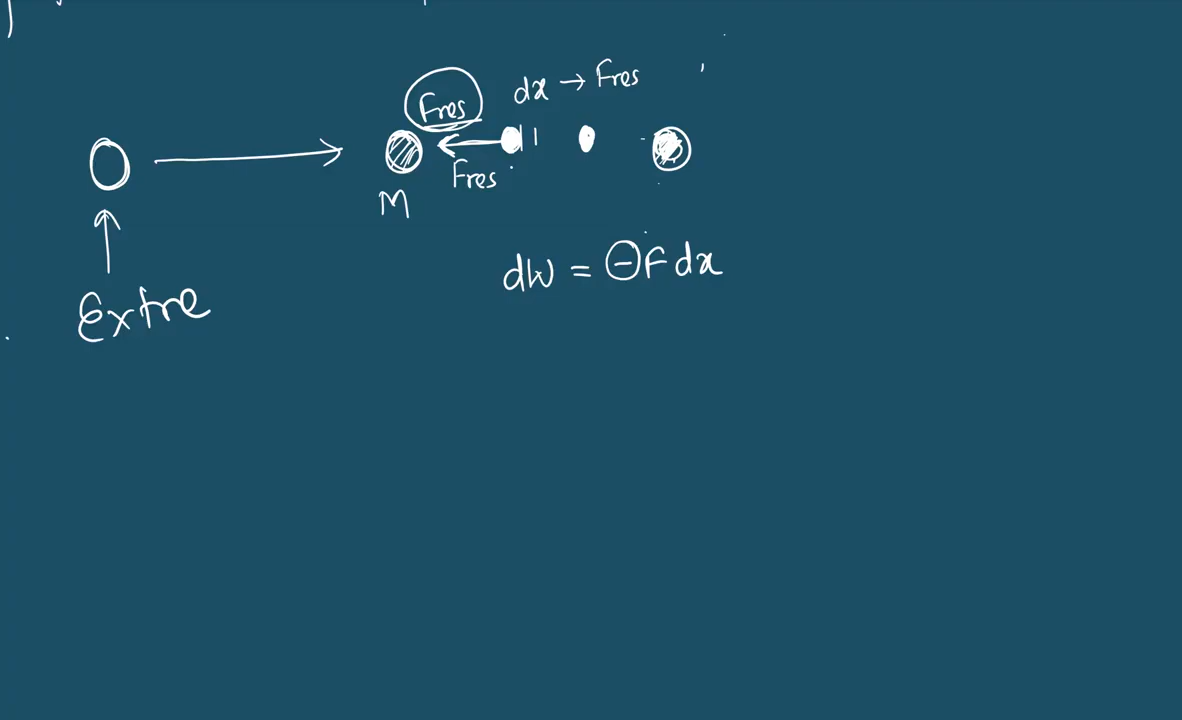 Fres dx → Fres
Fres
M
dW = ⊖F dx
Extre